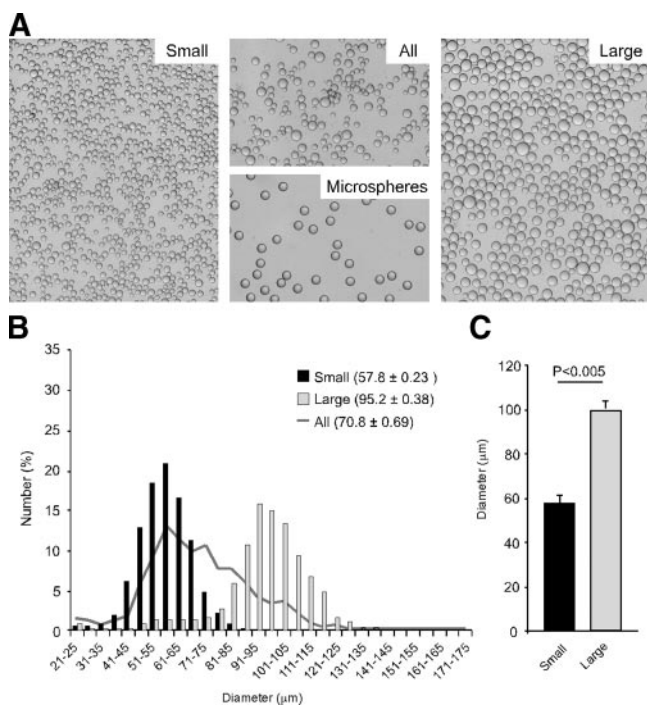 A
Small
All
Large
Microspheres
B
35
30
25
20
15
10
5
0
Number (%)
Small (57.8 ± 0.23 )
Large (95.2 ± 0.38)
All (70.8 ± 0.69)
21-25
31-35
41-45
51-55
61-65
71-75
81-85
91-95
101-105
111-115
121-125
131-135
141-145
151-155
161-165
171-175
Diameter (μm)
C
120
100
80
60
40
20
0
Diameter (μm)
P<0.005
Small
Large